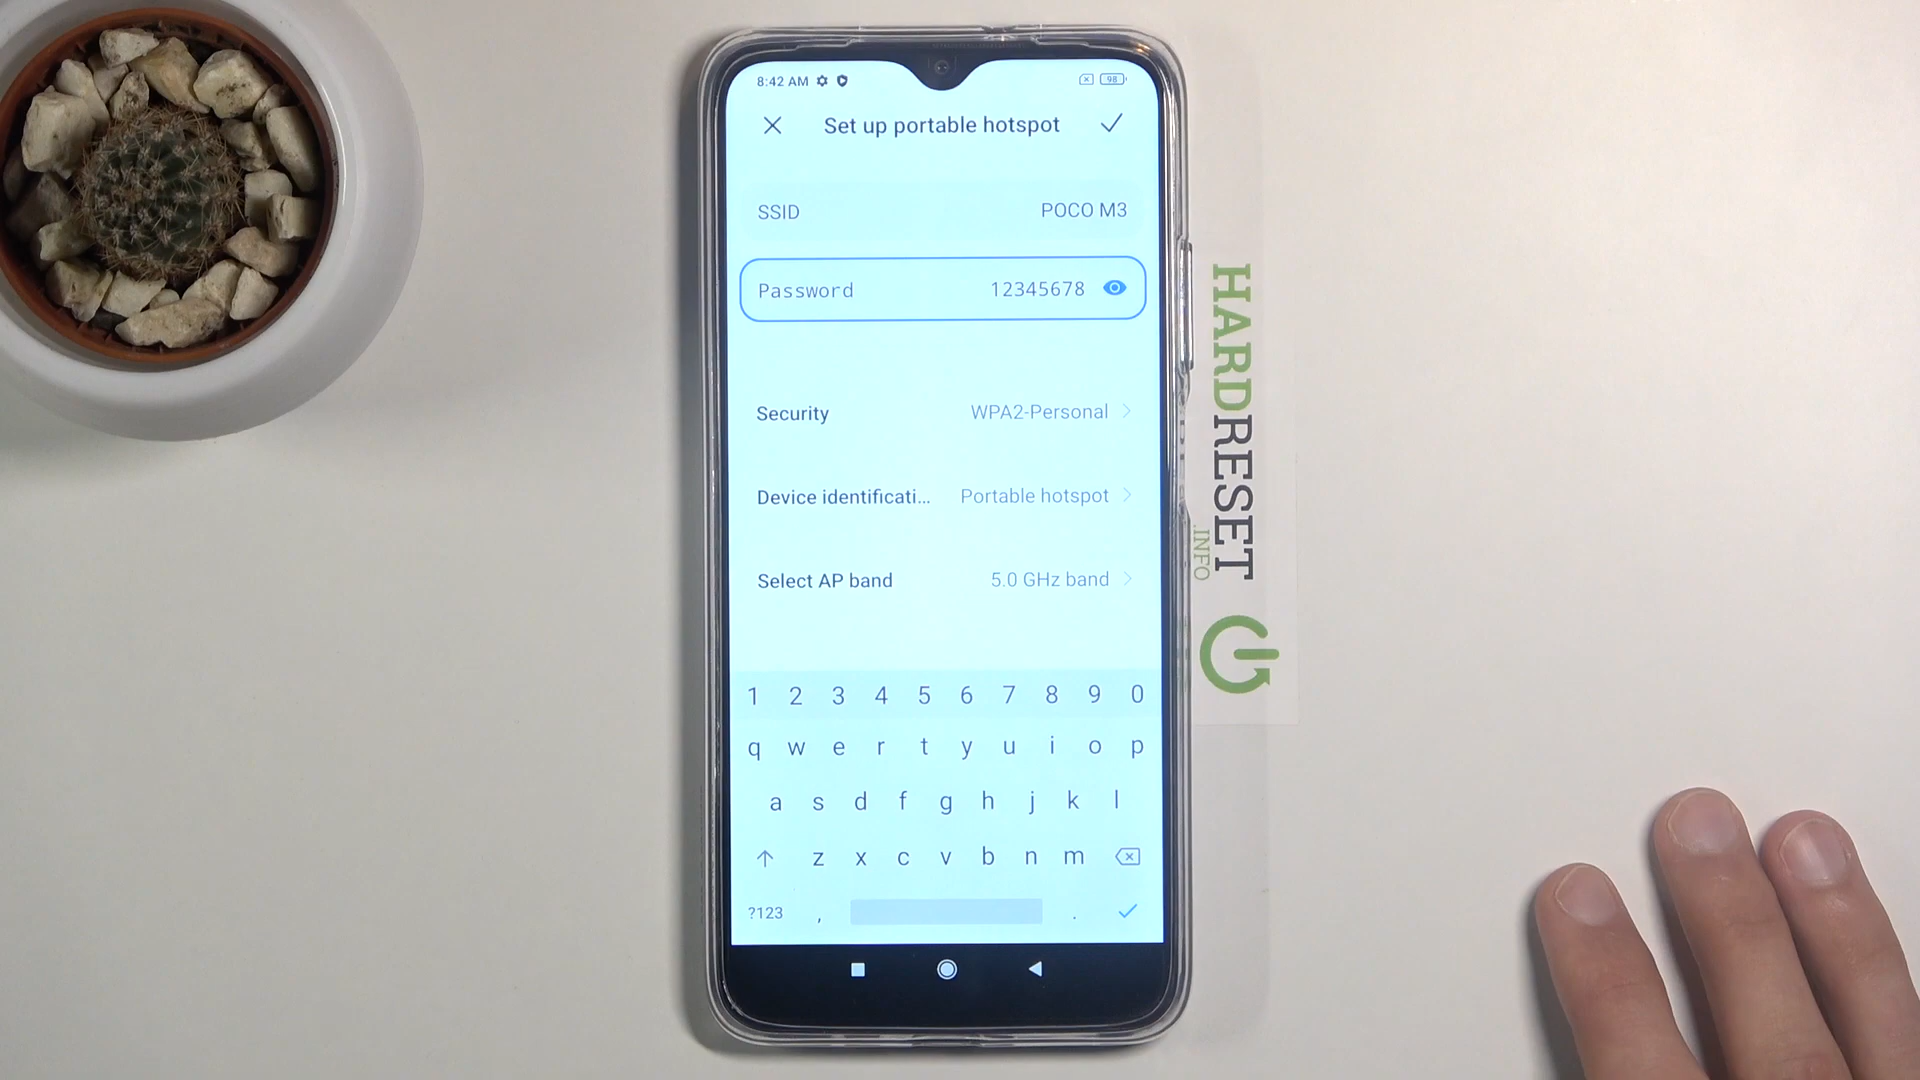 8:42 AM
98
Set up portable hotspot
SSID POCO M3
Password 12345678
Security WPA2-Personal
Device identificati... Portable hotspot
Select AP band 5.0 GHz band
1 2 3 4 5 6 7 8 9 0
q w e r t y u i o p
a s d f g h j k l
z x c v b n m
?123 , .
HARDRESET
.INFO